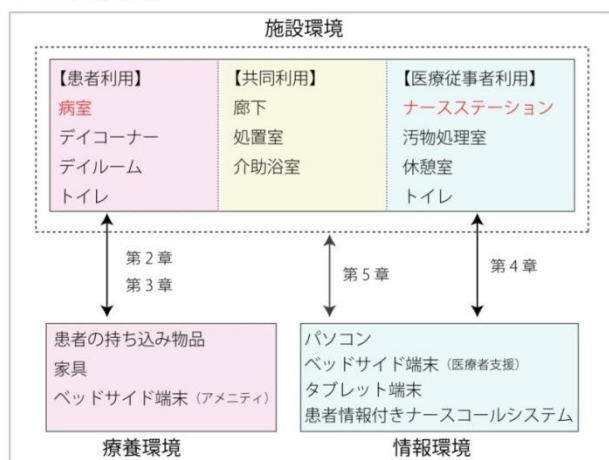 施設環境
【患者利用】
病室
デイコーナー
デイルーム
トイレ
【共同利用】
廊下
処置室
介助浴室
【医療従事者利用】
ナースステーション
汚物処理室
休憩室
トイレ
第2章
第3章
第5章
第4章
患者の持ち込み物品
家具
ベッドサイド端末（アメニティ）
療養環境
パソコン
ベッドサイド端末（医療者支援）
タブレット端末
患者情報付きナースコールシステム
情報環境